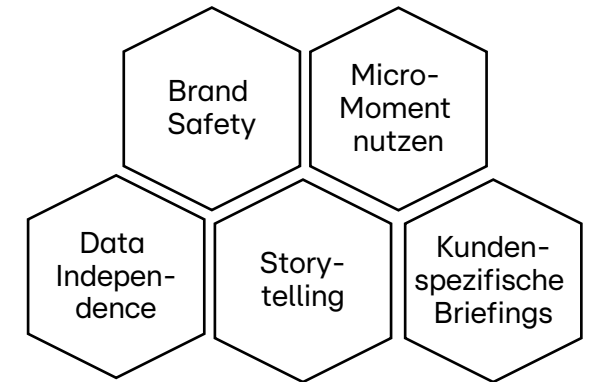 Brand
Safety
Micro-
Moment
nutzen
Data
Indepen-
dence
Story-
telling
Kunden-
spezifische
Briefings